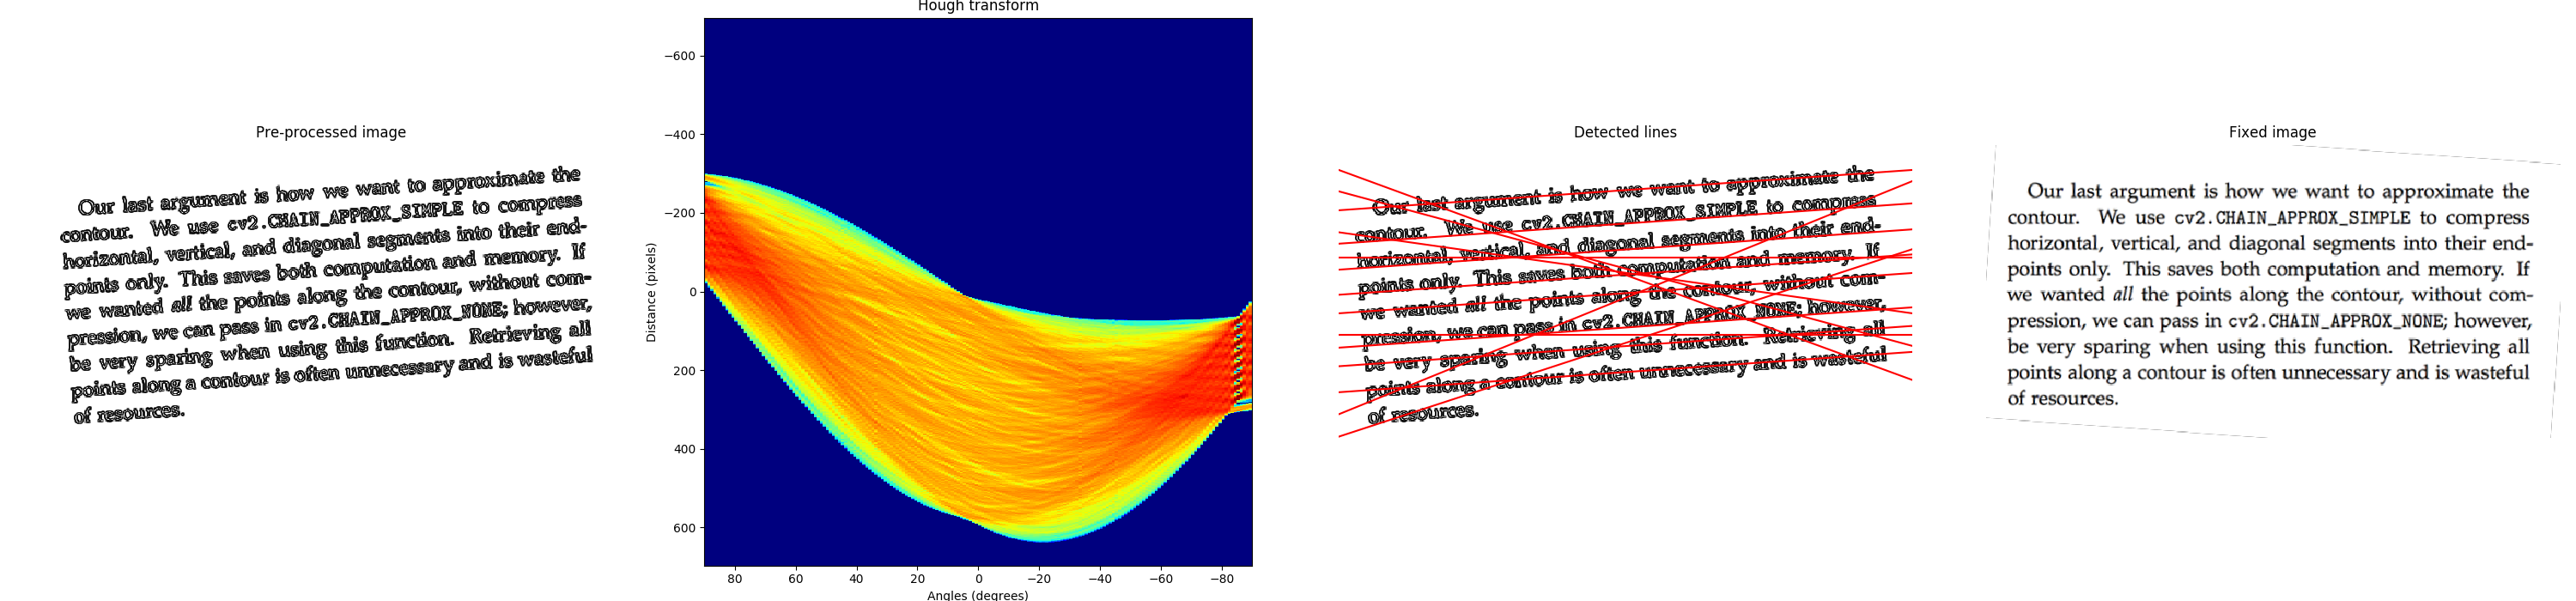 Pre-processed image
Our last argument is how we want to approximate the
contour. We use cv2.CHAIN_APPROX_SIMPLE to compress
horizontal, vertical, and diagonal segments into their end-
points only. This saves both computation and memory. If
we wanted all the points along the contour, without com-
pression, we can pass in cv2.CHAIN_APPROX_NONE; however,
be very sparing when using this function. Retrieving all
points along a contour is often unnecessary and is wasteful
of resources.
Hough transform
Distance (pixels)
−600
−400
−200
0
200
400
600
80 60 40 20 0 −20 −40 −60 −80
Angles (degrees)
Detected lines
Our last argument is how we want to approximate the
contour. We use cv2.CHAIN_APPROX_SIMPLE to compress
horizontal, vertical, and diagonal segments into their end-
points only. This saves both computation and memory. If
we wanted all the points along the contour, without com-
pression, we can pass in cv2.CHAIN_APPROX_NONE; however,
be very sparing when using this function. Retrieving all
points along a contour is often unnecessary and is wasteful
of resources.
Fixed image
Our last argument is how we want to approximate the
contour. We use cv2.CHAIN_APPROX_SIMPLE to compress
horizontal, vertical, and diagonal segments into their end-
points only. This saves both computation and memory. If
we wanted all the points along the contour, without com-
pression, we can pass in cv2.CHAIN_APPROX_NONE; however,
be very sparing when using this function. Retrieving all
points along a contour is often unnecessary and is wasteful
of resources.